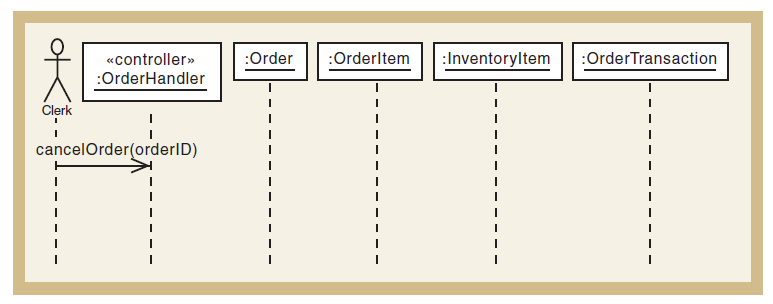 «controller»
:OrderHandler
:Order
:OrderItem
:InventoryItem
:OrderTransaction
Clerk
cancelOrder(orderID)